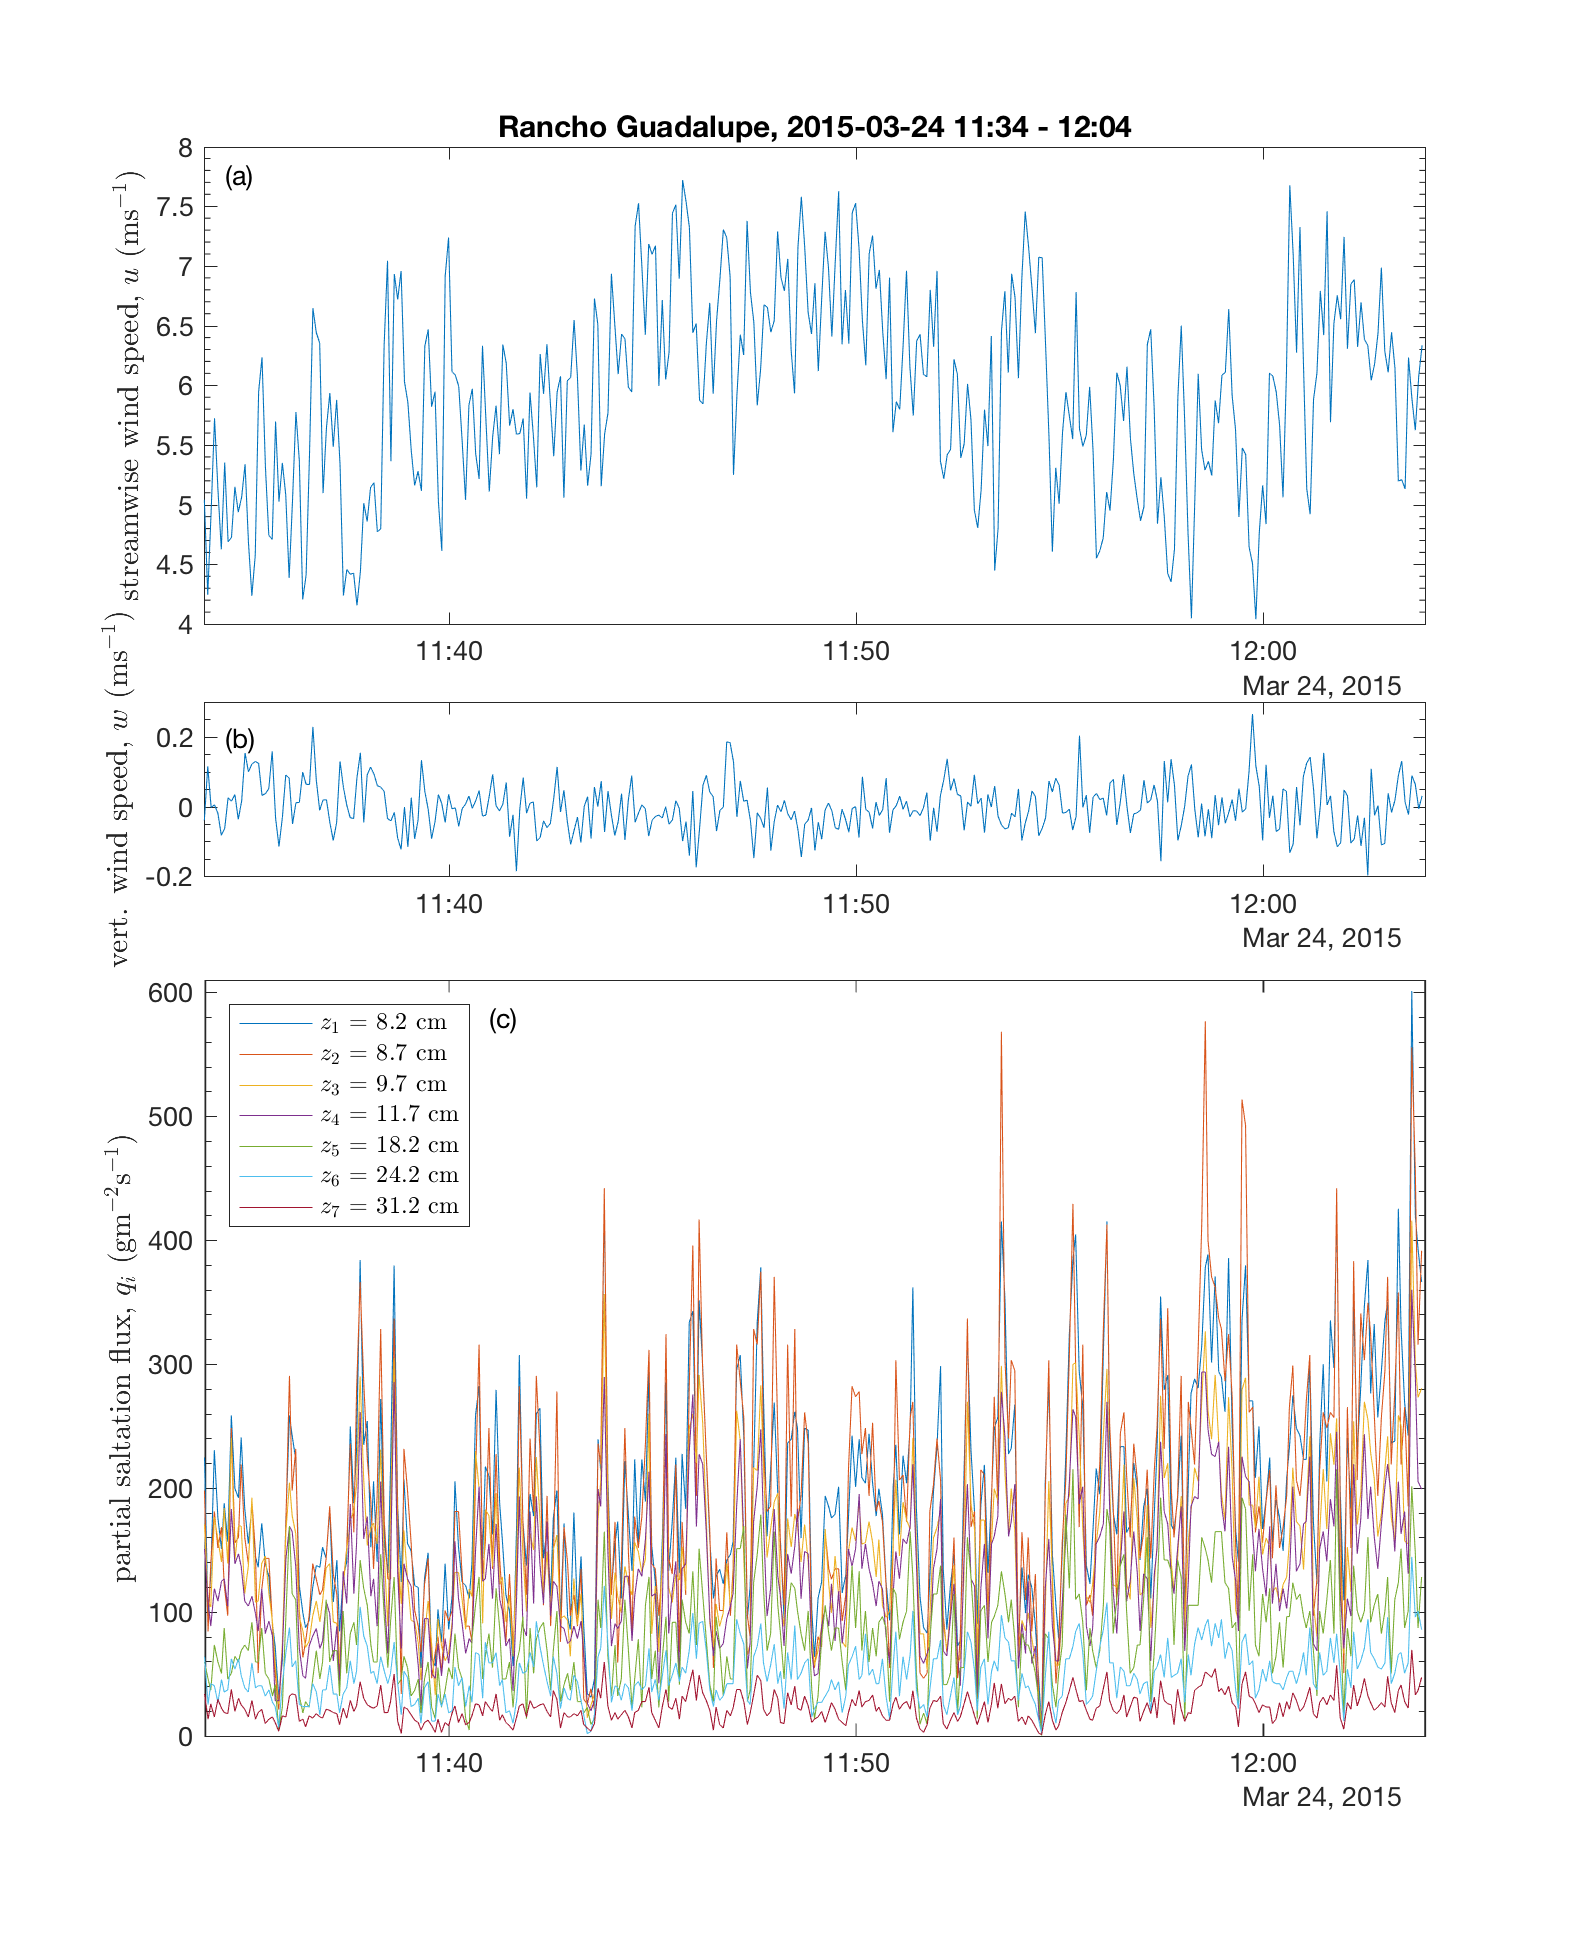 Rancho Guadalupe, 2015-03-24 11:34 - 12:04
(a)
streamwise wind speed, u (ms⁻¹)
8
7.5
7
6.5
6
5.5
5
4.5
4
11:40 11:50 12:00
Mar 24, 2015
(b)
vert. wind speed, w (ms⁻¹)
0.2
0
-0.2
11:40 11:50 12:00
Mar 24, 2015
(c)
partial saltation flux, qᵢ (gm⁻²s⁻¹)
600
500
400
300
200
100
0
z₁ = 8.2 cm
z₂ = 8.7 cm
z₃ = 9.7 cm
z₄ = 11.7 cm
z₅ = 18.2 cm
z₆ = 24.2 cm
z₇ = 31.2 cm
11:40 11:50 12:00
Mar 24, 2015